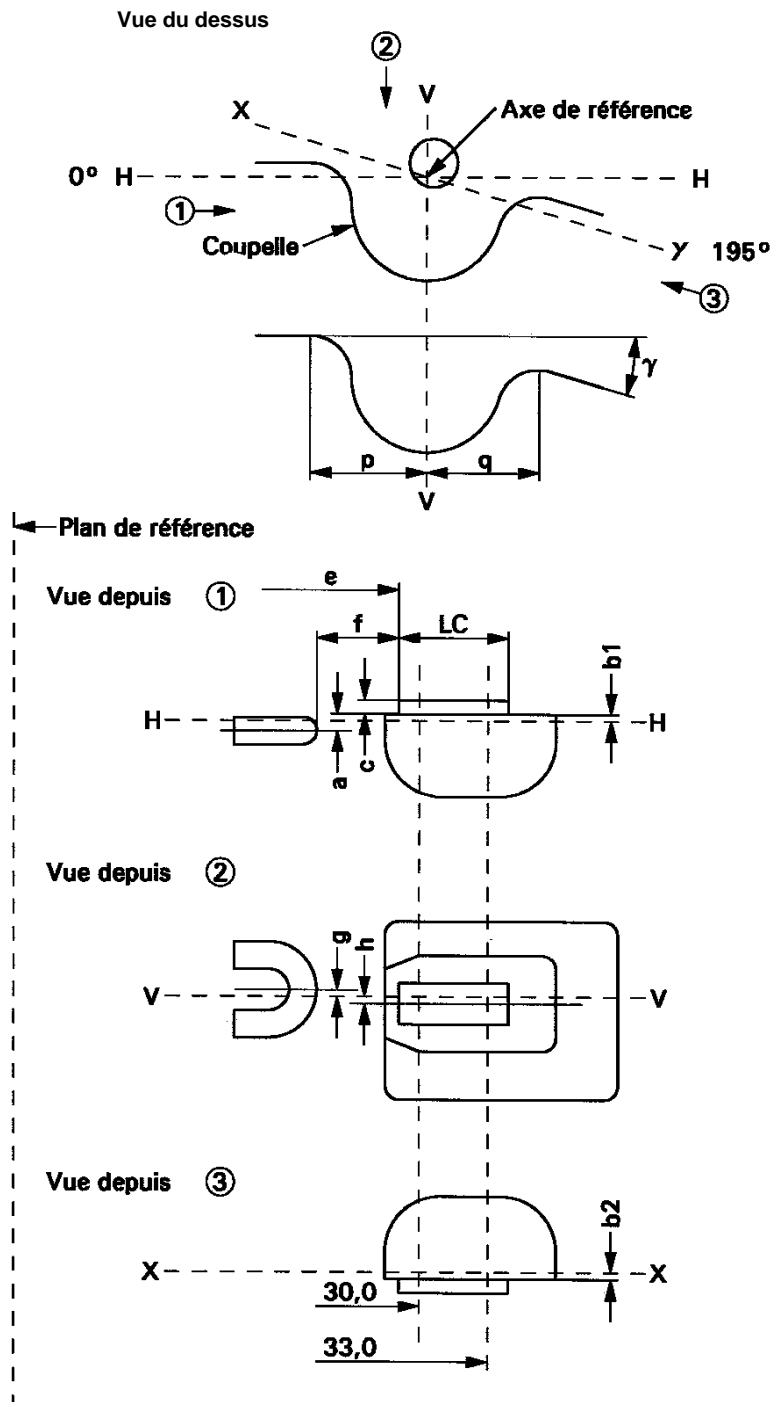 Vue du dessus
②
V
X
Axe de référence
0° H
H
①
Coupelle
Y 195°
③
γ
p
q
V
Plan de référence
e
Vue depuis ①
f
LC
b1
H
H
a
c
Vue depuis ②
g
h
V
V
Vue depuis ③
b2
X
X
30,0
33,0